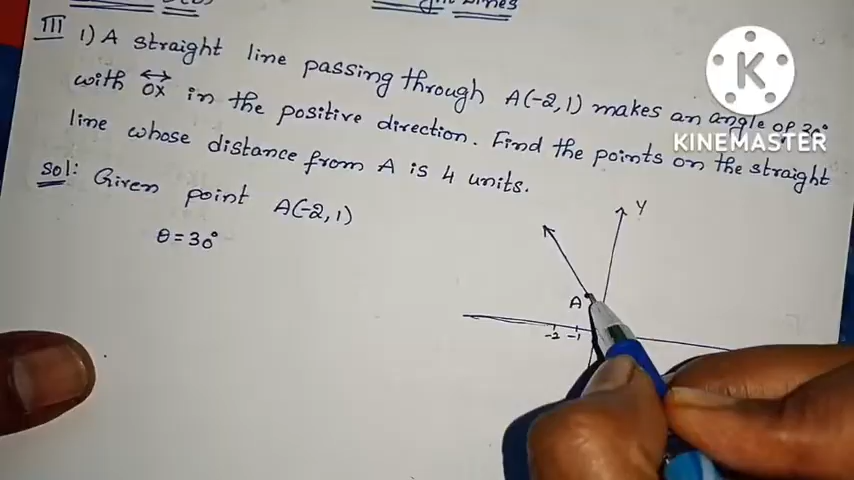 III 1) A straight line passing through A(-2,1) makes an angle of 30°
with OX in the positive direction. Find the points on the straight
line whose distance from A is 4 units.
Sol: Given point A(-2,1)
θ = 30°
Y
A
-2 -1
K
KINEMASTER